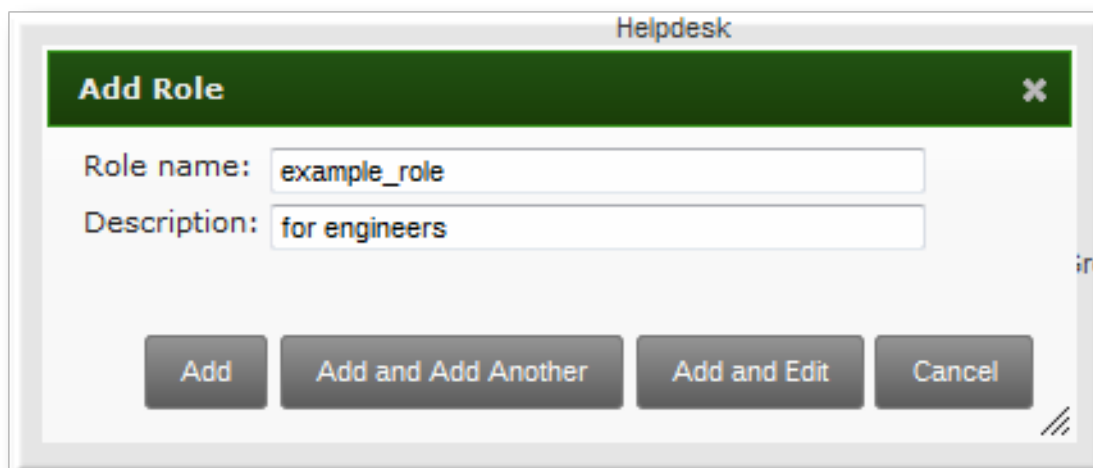 Helpdesk
Add Role
Role name: example_role
Description: for engineers
Add Add and Add Another Add and Edit Cancel